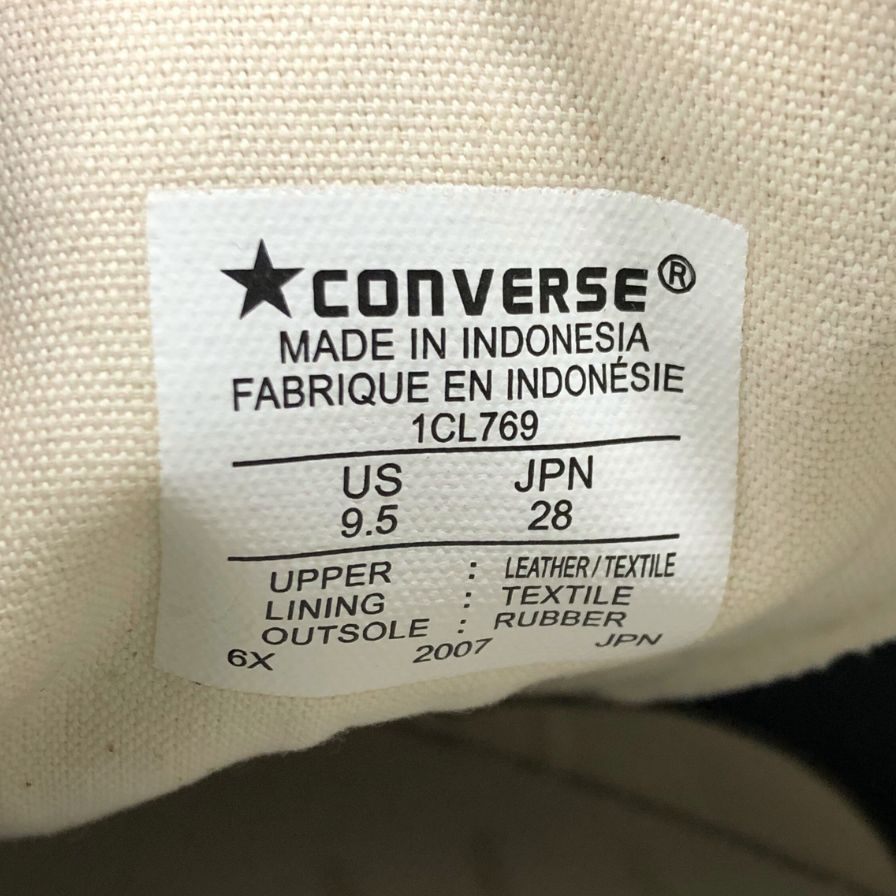 ★CONVERSE®
MADE IN INDONESIA
FABRIQUE EN INDONÉSIE
1CL769
US JPN
9.5 28
UPPER : LEATHER/TEXTILE
LINING : TEXTILE
OUTSOLE : RUBBER
6X 2007 JPN